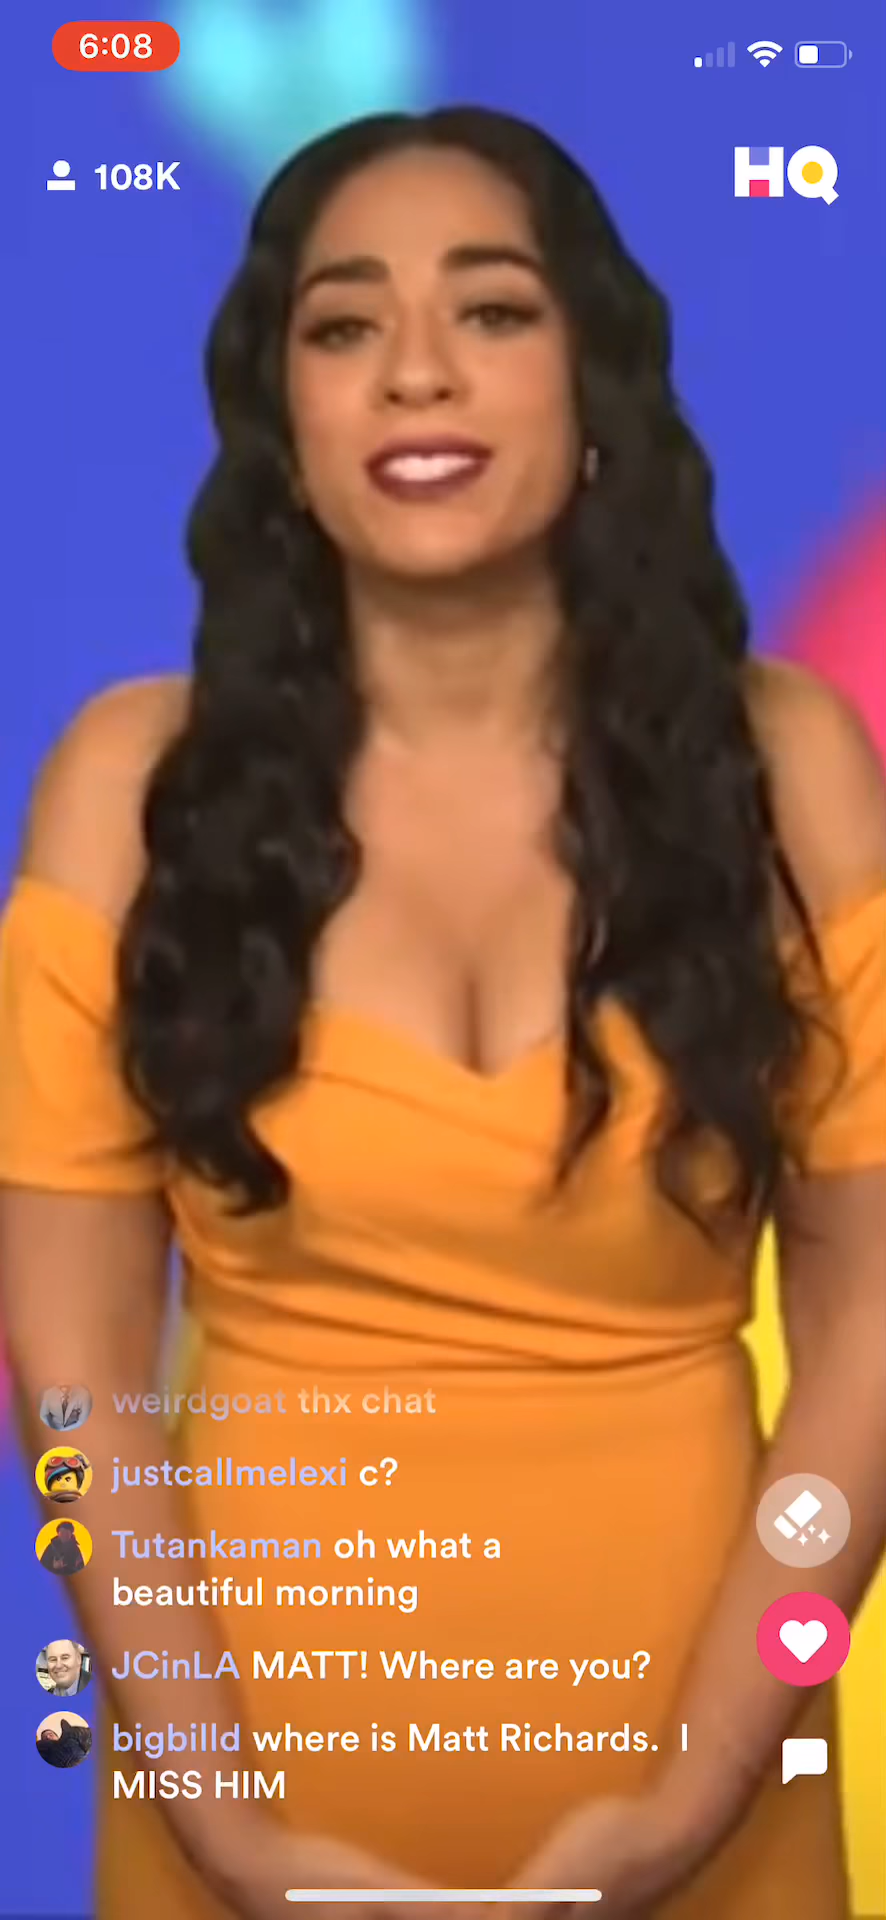 6:08
108K
HQ
weirdgoat thx chat
justcallmelexi c?
Tutankaman oh what a
beautiful morning
JCinLA MATT! Where are you?
bigbilld where is Matt Richards.  I
MISS HIM